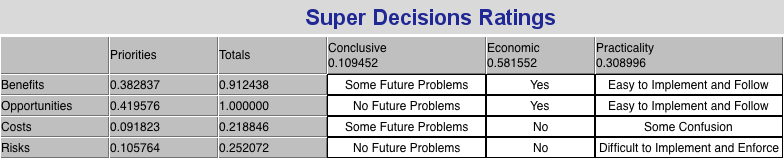 Super Decisions Ratings
Priorities Totals Conclusive 0.109452 Economic 0.581552 Practicality 0.308996
Benefits 0.382837 0.912438 Some Future Problems Yes Easy to Implement and Follow
Opportunities 0.419576 1.000000 No Future Problems Yes Easy to Implement and Follow
Costs 0.091823 0.218846 Some Future Problems No Some Confusion
Risks 0.105764 0.252072 No Future Problems No Difficult to Implement and Enforce